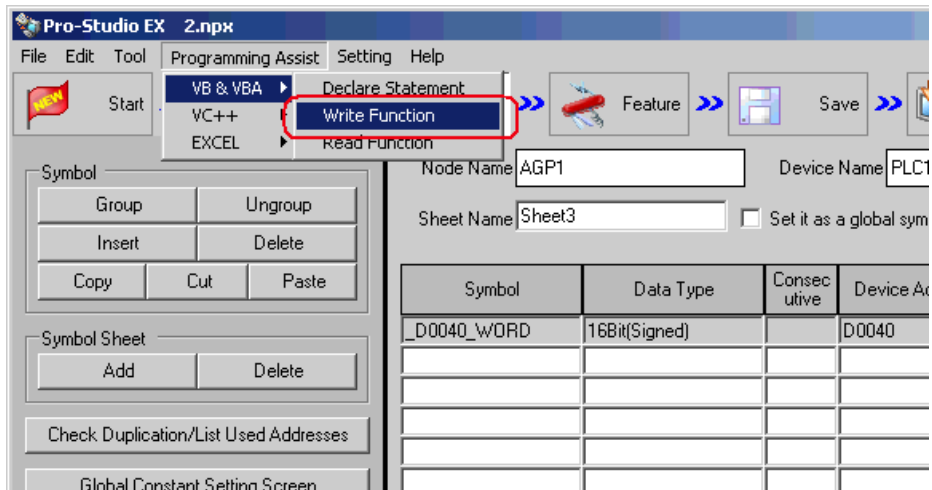 Pro-Studio EX 2.npx
File Edit Tool Programming Assist Setting Help
NEW Start Feature Save
VB & VBA Declare Statement
VC++ Write Function
EXCEL Read Function
Symbol
Group Ungroup
Insert Delete
Copy Cut Paste
Symbol Sheet
Add Delete
Check Duplication/List Used Addresses
Global Constant Setting Screen
Node Name AGP1 Device Name PLC1
Sheet Name Sheet3 Set it as a global sym
Symbol Data Type Consec utive Device Ad
_D0040_WORD 16Bit(Signed) D0040